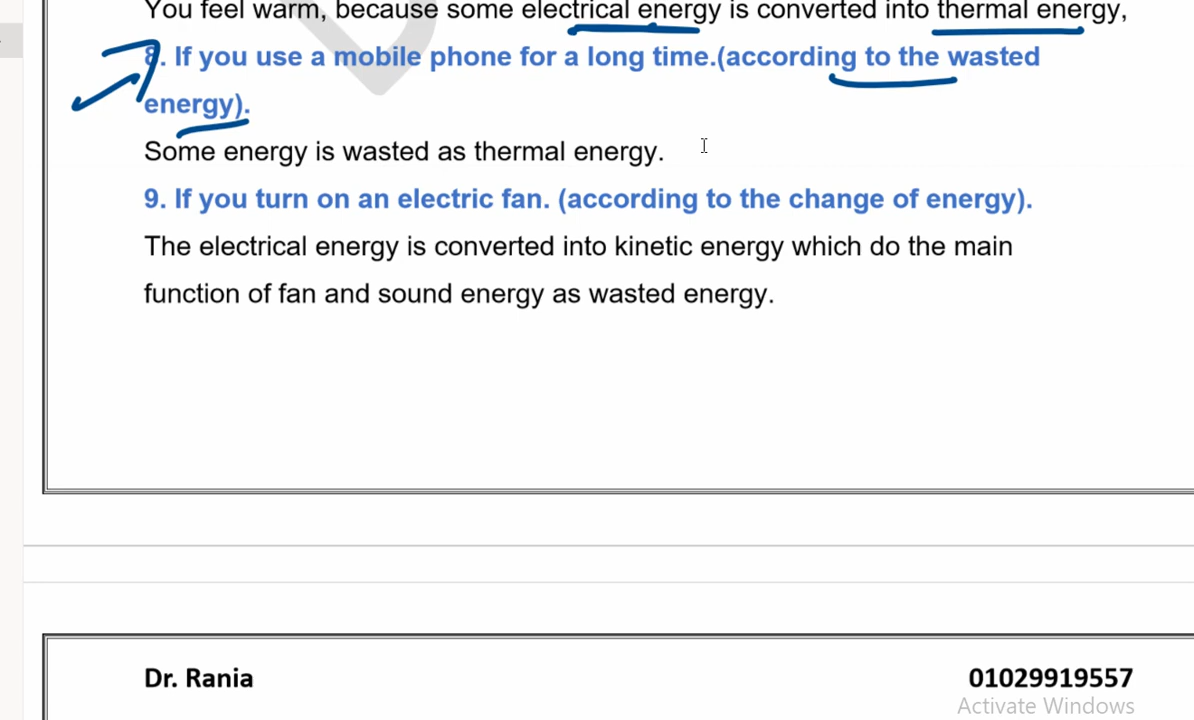 You feel warm, because some electrical energy is converted into thermal energy,
8. If you use a mobile phone for a long time.(according to the wasted
energy).
Some energy is wasted as thermal energy.
9. If you turn on an electric fan. (according to the change of energy).
The electrical energy is converted into kinetic energy which do the main
function of fan and sound energy as wasted energy.
Dr. Rania
01029919557
Activate Windows